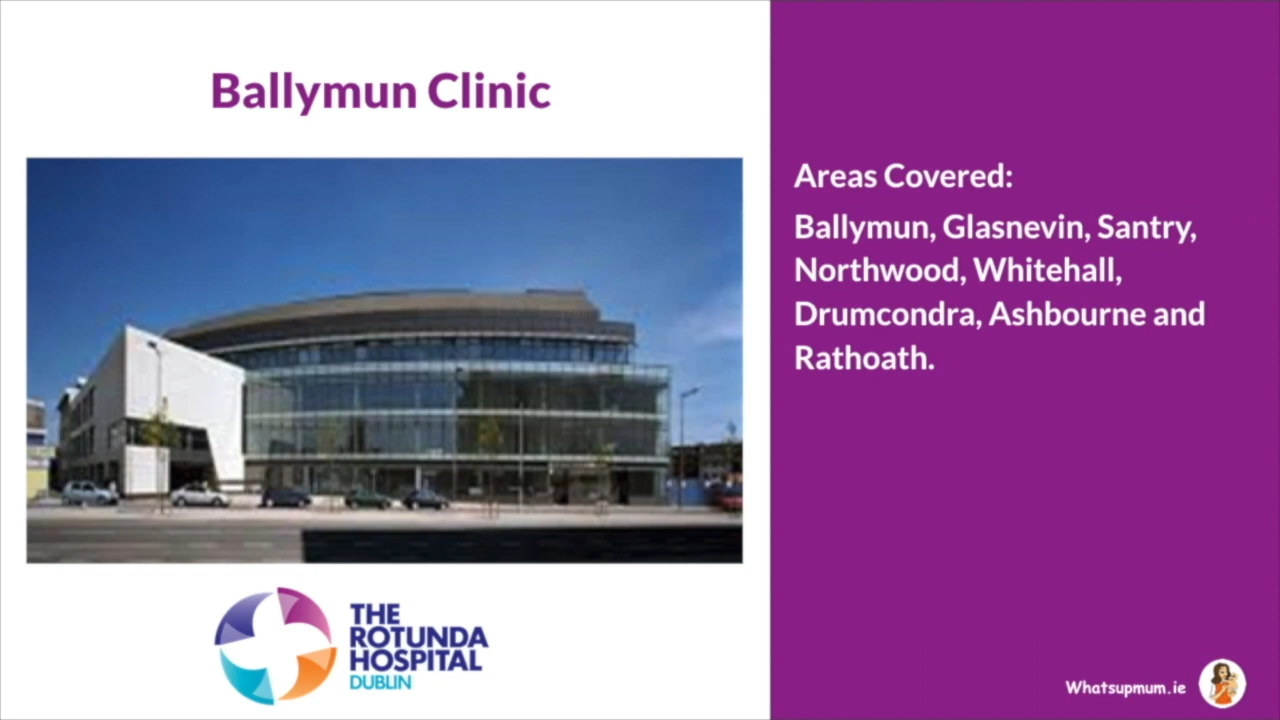 Ballymun Clinic
Areas Covered:
Ballymun, Glasnevin, Santry,
Northwood, Whitehall,
Drumcondra, Ashbourne and
Rathoath.
THE
ROTUNDA
HOSPITAL
DUBLIN
Whatsupmum.ie